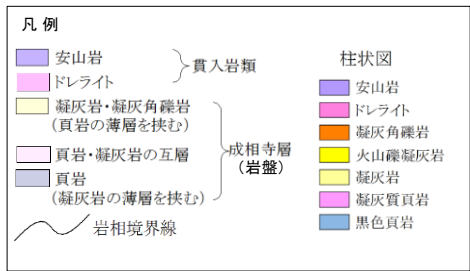 凡 例
安山岩
ドレライト
貫入岩類
凝灰岩・凝灰角礫岩
(頁岩の薄層を挟む)
頁岩・凝灰岩の互層
頁岩
(凝灰岩の薄層を挟む)
成相寺層
(岩盤)
岩相境界線
柱状図
安山岩
ドレライト
凝灰角礫岩
火山礫凝灰岩
凝灰岩
凝灰質頁岩
黒色頁岩